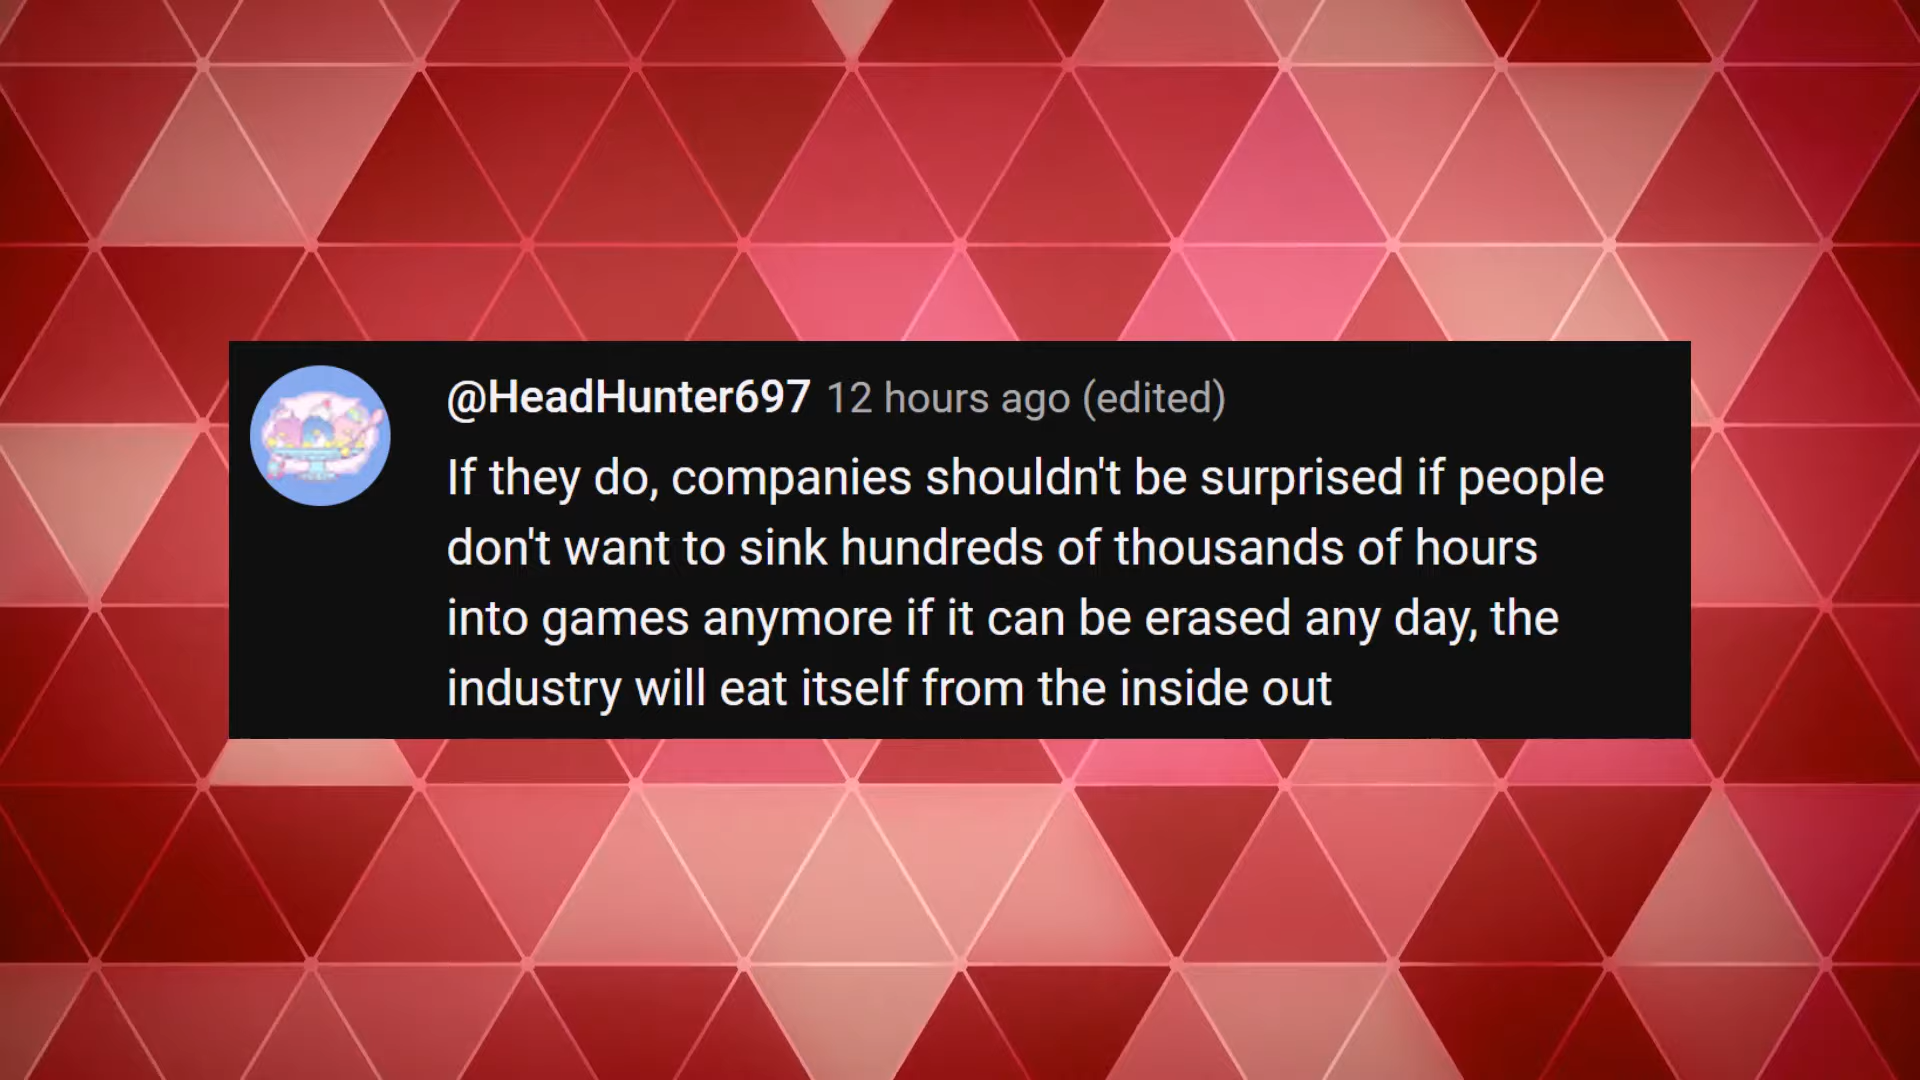 @HeadHunter697 12 hours ago (edited)
If they do, companies shouldn't be surprised if people
don't want to sink hundreds of thousands of hours
into games anymore if it can be erased any day, the
industry will eat itself from the inside out